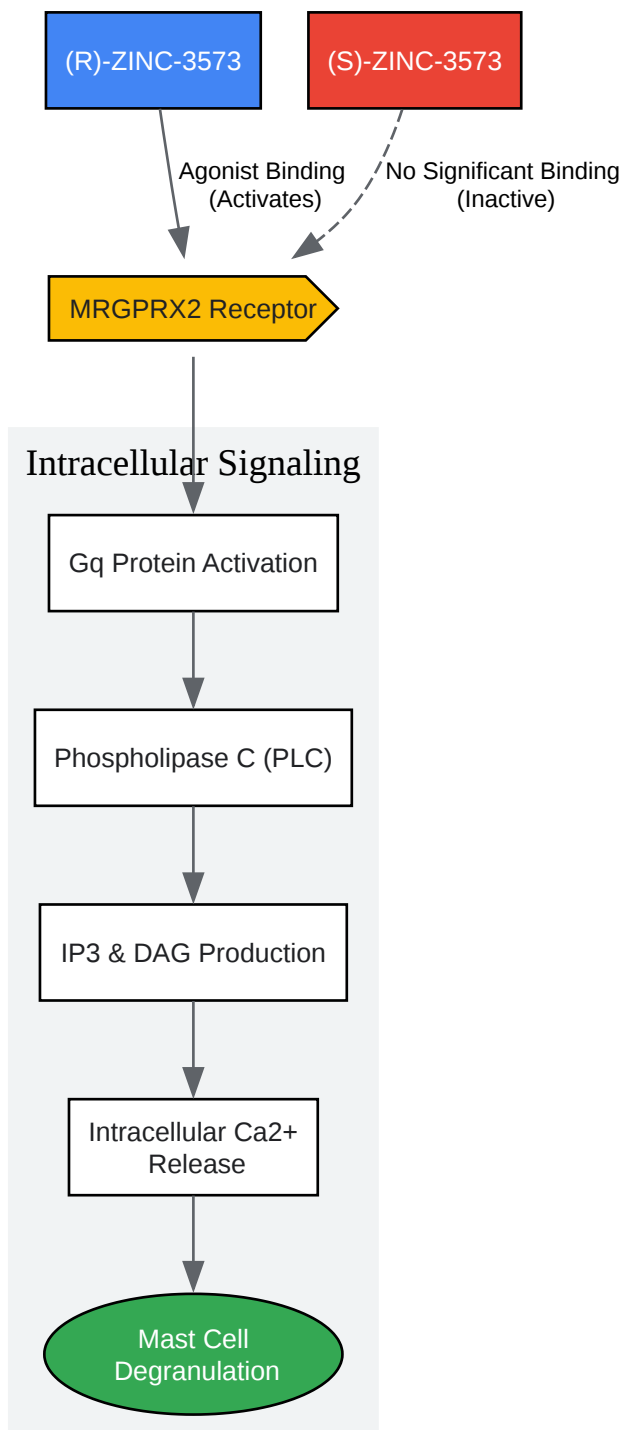 (R)-ZINC-3573
(S)-ZINC-3573
Agonist Binding
(Activates)
No Significant Binding
(Inactive)
MRGPRX2 Receptor
Intracellular Signaling
Gq Protein Activation
Phospholipase C (PLC)
IP3 & DAG Production
Intracellular Ca2+
Release
Mast Cell
Degranulation